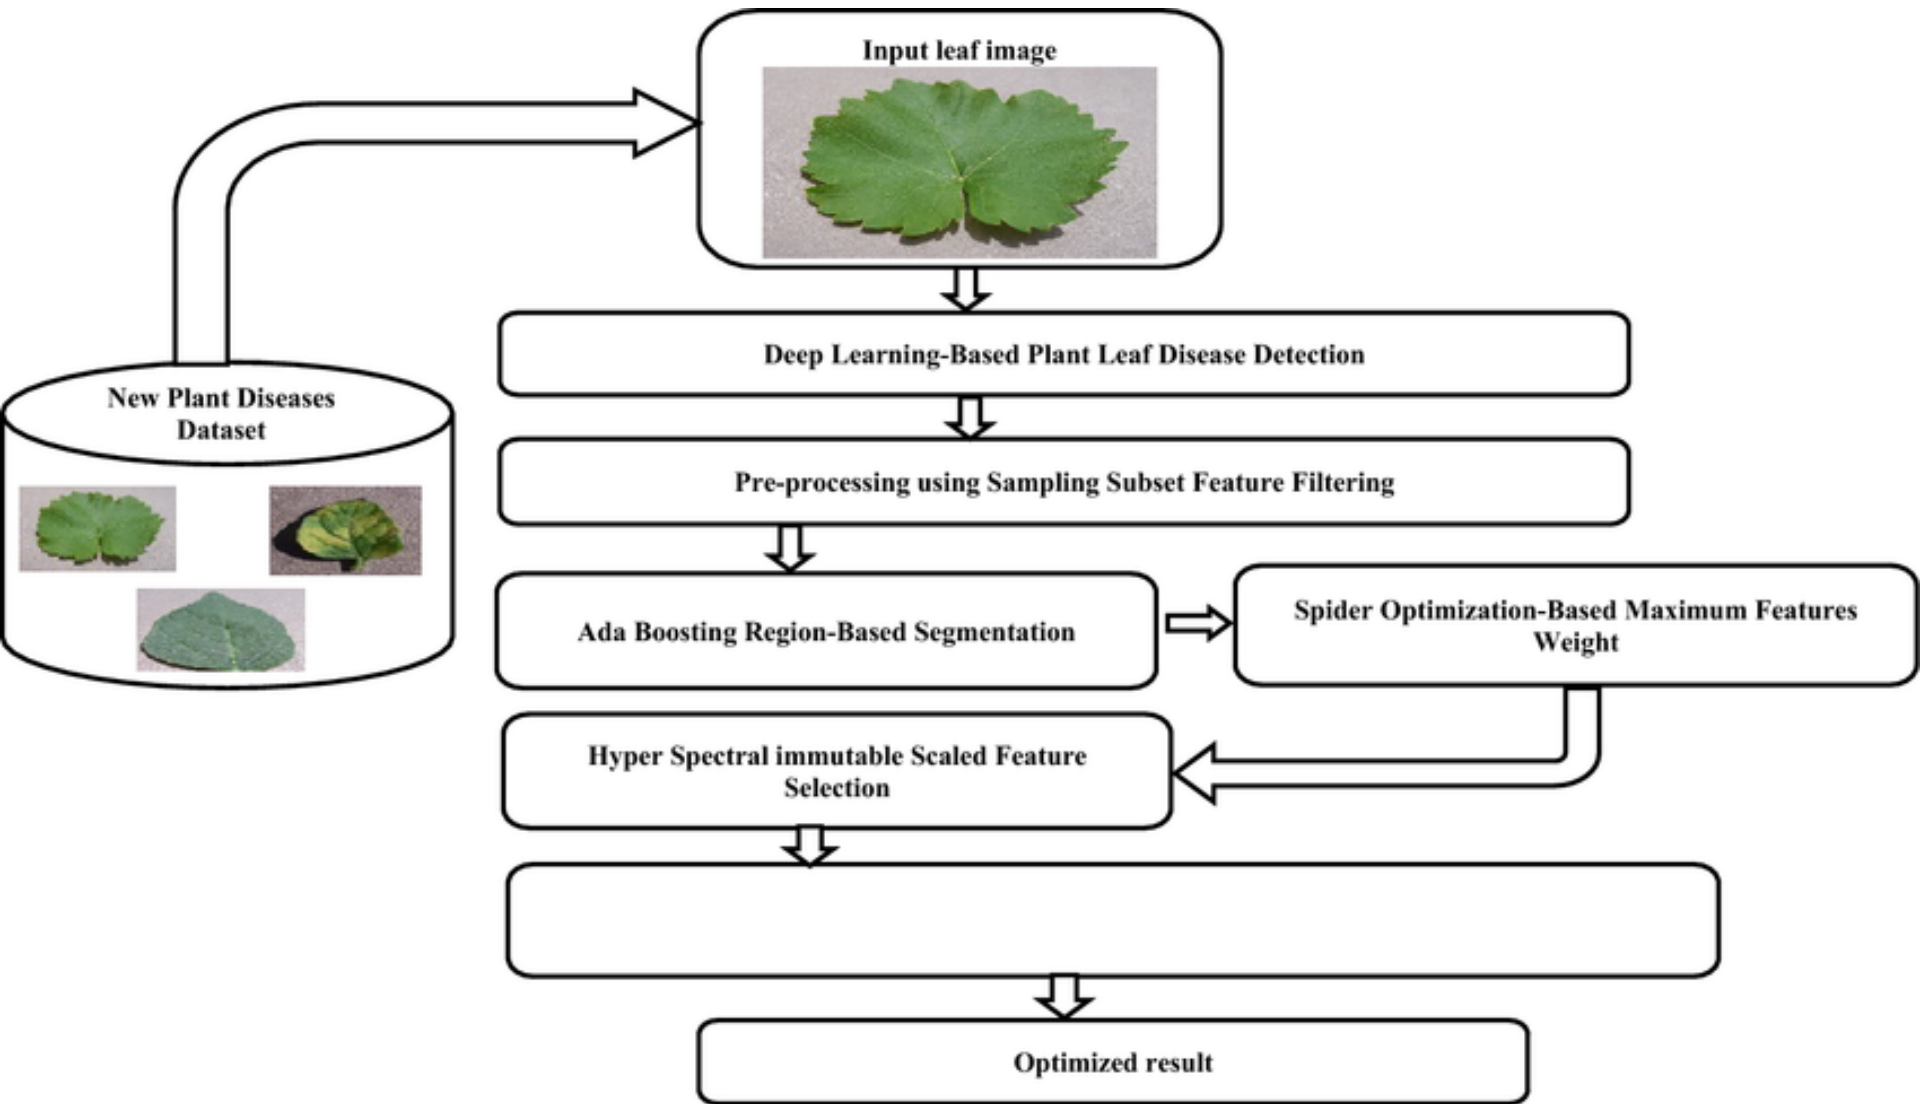 Input leaf image
New Plant Diseases
Dataset
Deep Learning-Based Plant Leaf Disease Detection
Pre-processing using Sampling Subset Feature Filtering
Ada Boosting Region-Based Segmentation
Spider Optimization-Based Maximum Features
Weight
Hyper Spectral immutable Scaled Feature
Selection
Optimized result